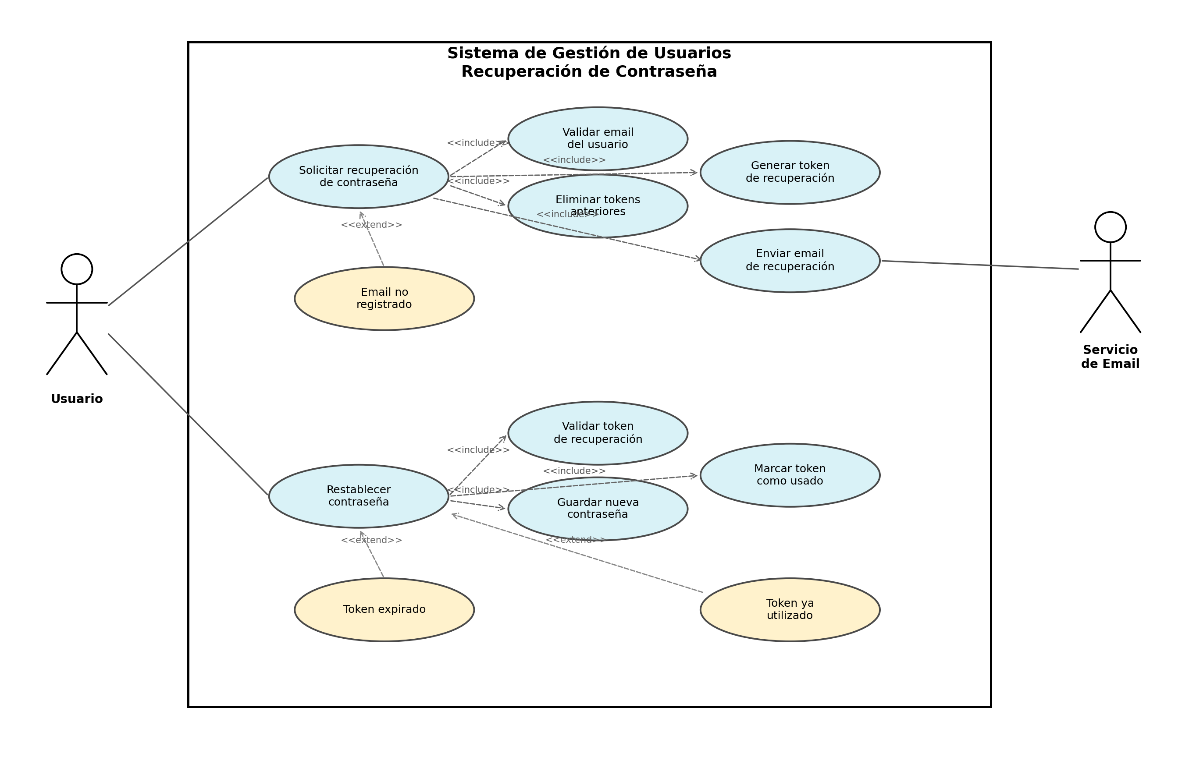 Sistema de Gestión de Usuarios
Recuperación de Contraseña
Validar email
del usuario
<<include>>
<<include>>
Solicitar recuperación
de contraseña
Generar token
de recuperación
<<include>>
Eliminar tokens
anteriores
<<include>>
<<extend>>
Enviar email
de recuperación
Email no
registrado
Servicio
de Email
Usuario
Validar token
de recuperación
<<include>>
<<include>>
Marcar token
como usado
<<include>>
Restablecer
contraseña
Guardar nueva
contraseña
<<extend>>
<<extend>>
Token expirado
Token ya
utilizado